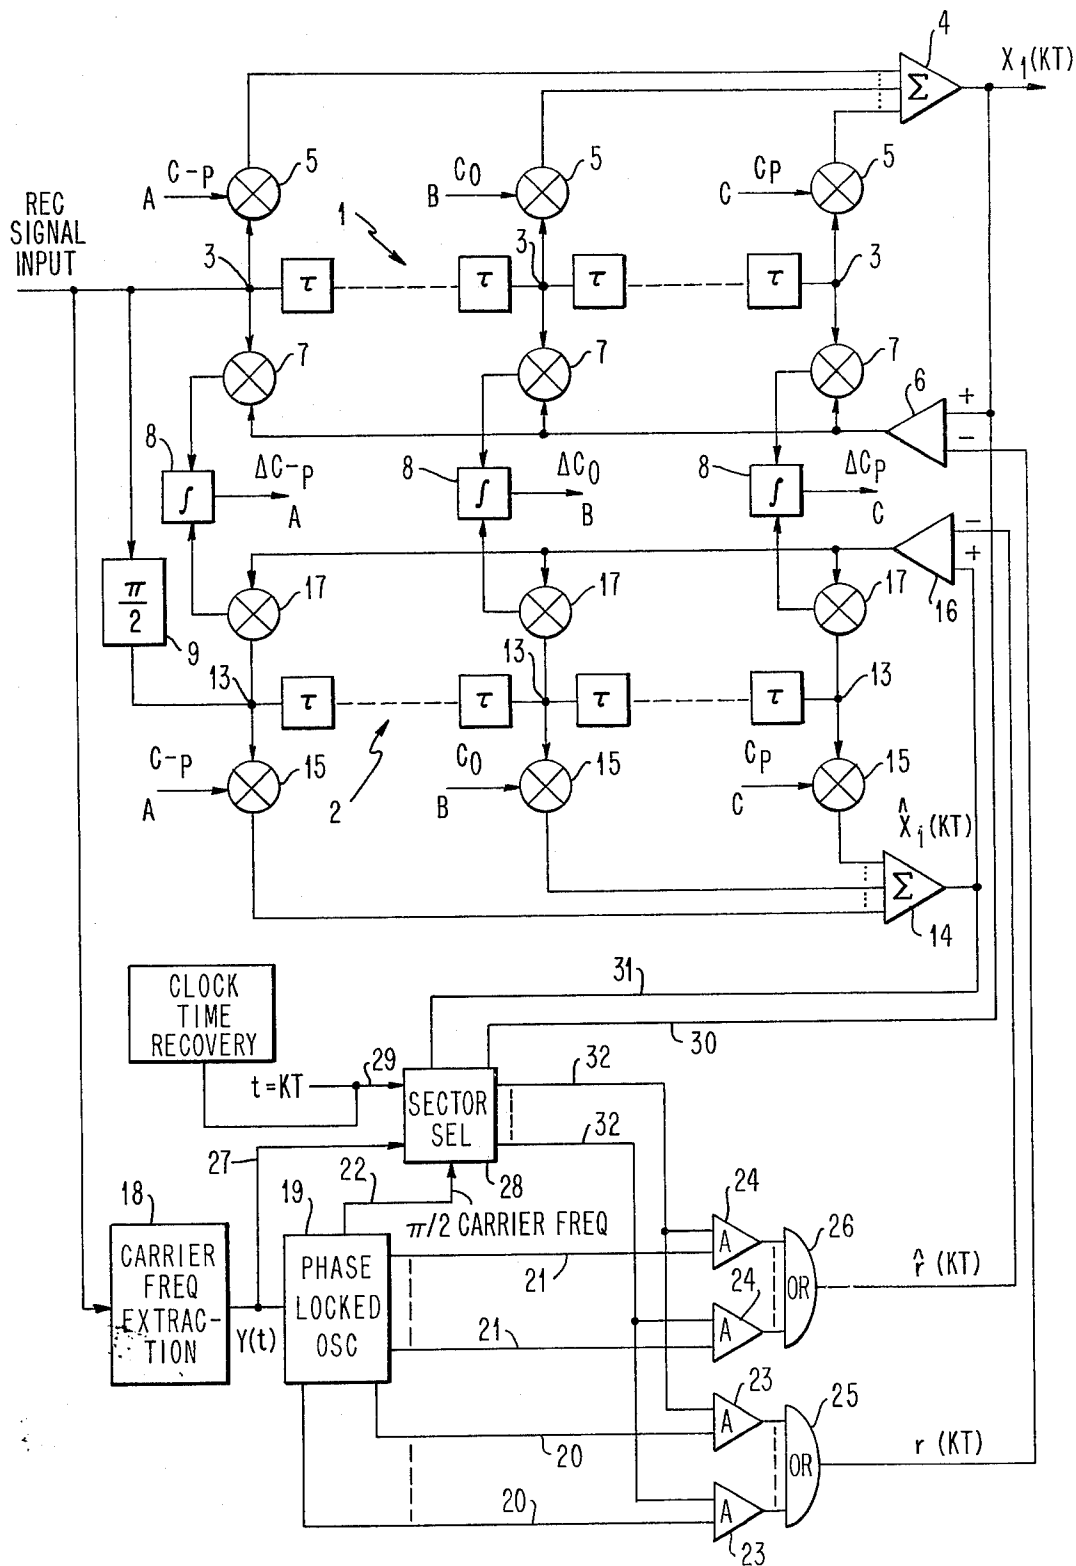 4
X₁(KT)
Σ
C-P
5
A
C₀
5
B
CP
5
C
REC
SIGNAL
INPUT
1
3
τ
τ
3
τ
τ
3
7
7
7
6
+
−
8
∫
ΔC-P
A
8
∫
ΔC₀
B
8
∫
ΔCP
C
−
+
16
π/2
9
17
17
17
13
τ
τ
13
τ
τ
13
C-P
A
15
2
C₀
B
15
CP
C
15
X̂₁(KT)
Σ
14
CLOCK
TIME
RECOVERY
31
30
t=KT
29
SECTOR
SEL
32
32
27
22
28
π/2 CARRIER FREQ
18
CARRIER
FREQ
EXTRAC-
TION
Y(t)
19
PHASE
LOCKED
OSC
21
21
20
20
24
A
24
A
26
OR
r̂ (KT)
23
A
A
23
25
OR
r (KT)